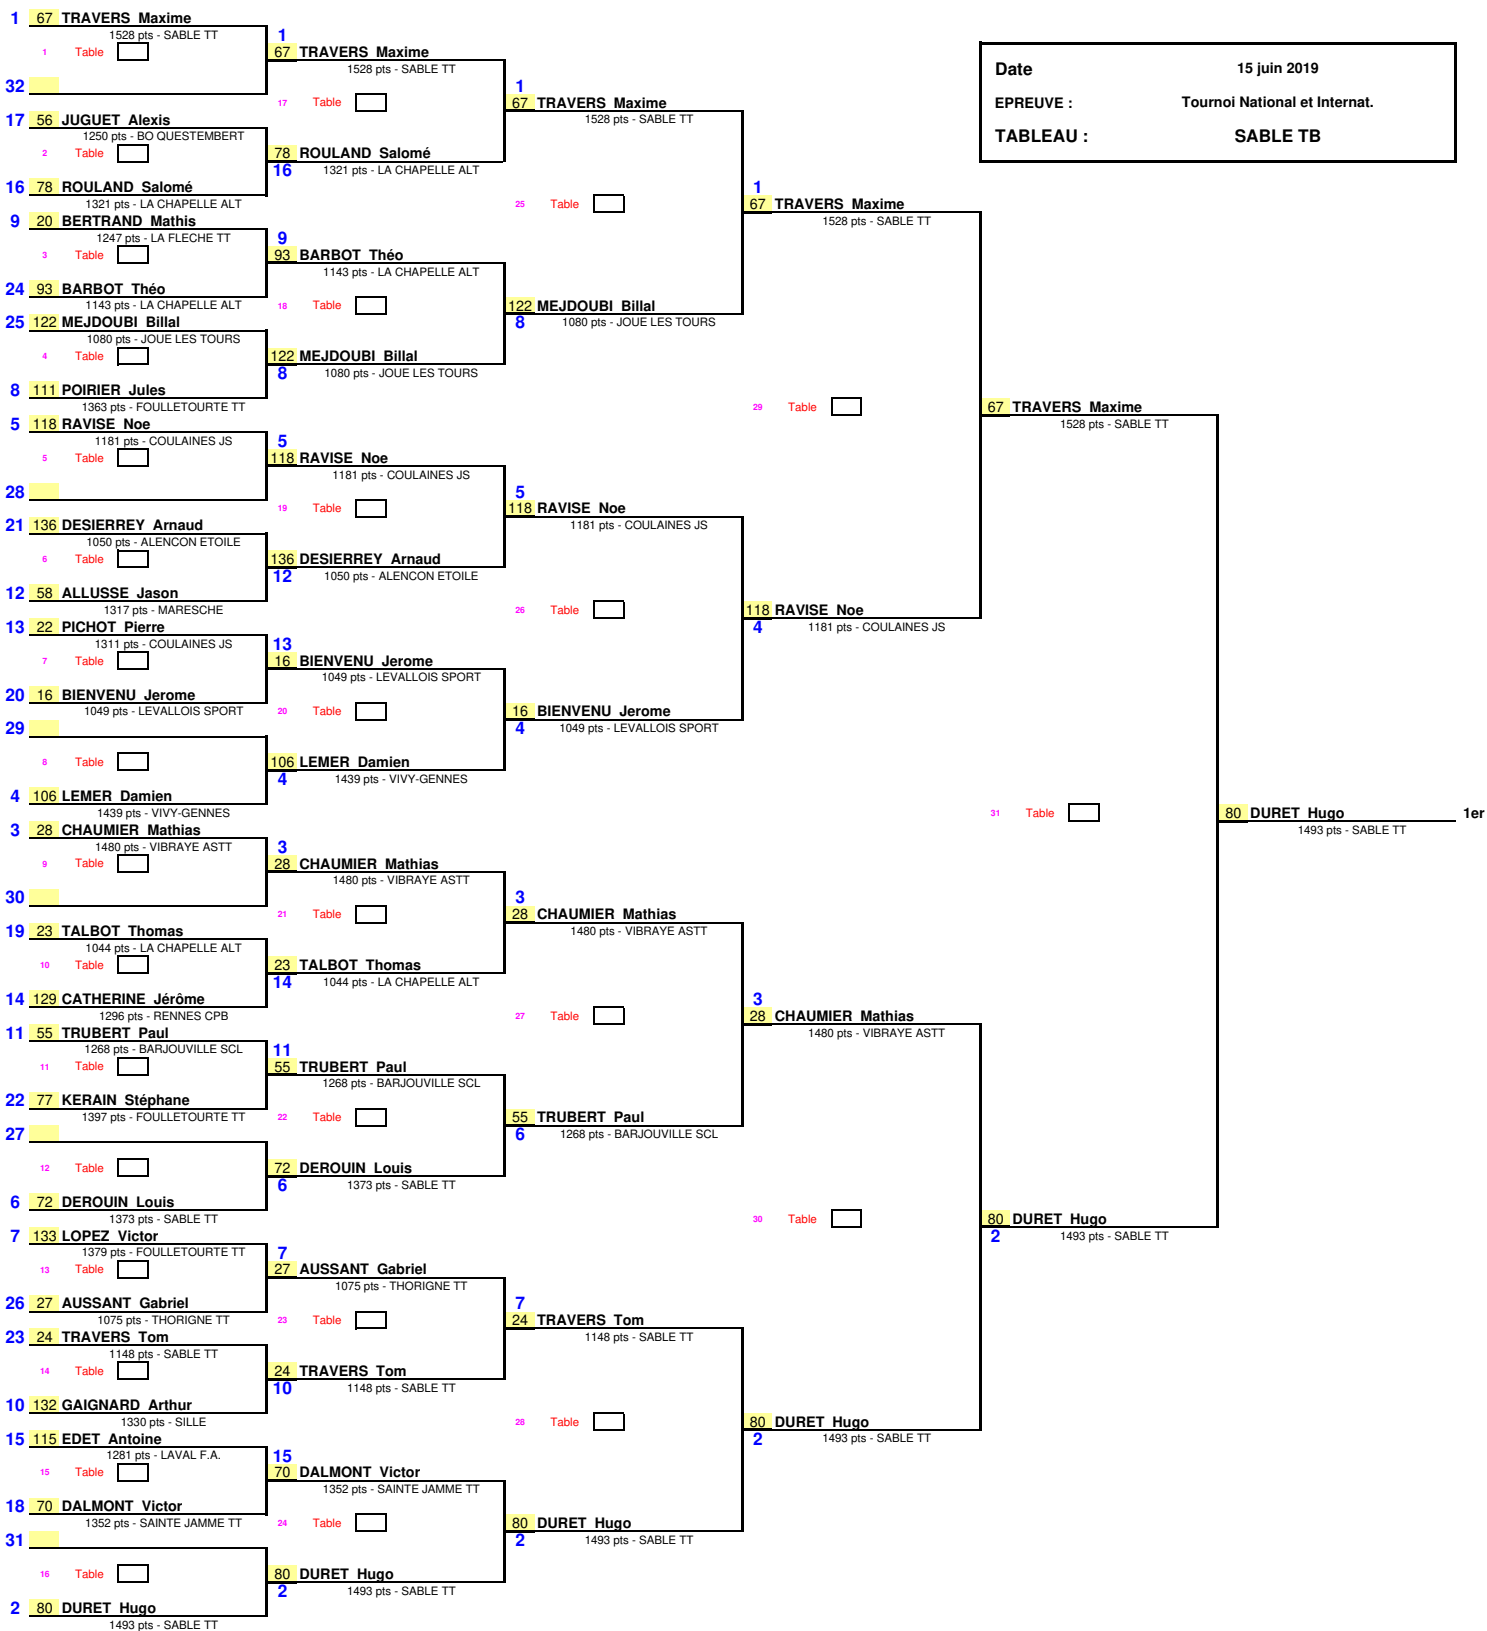 1 67 TRAVERS Maxime
1528 pts - SABLE TT
1 Table
32
17 56 JUGUET Alexis
1250 pts - BO QUESTEMBERT
2 Table
16 78 ROULAND Salomé
1321 pts - LA CHAPELLE ALT
9 20 BERTRAND Mathis
1247 pts - LA FLECHE TT
3 Table
24 93 BARBOT Théo
1143 pts - LA CHAPELLE ALT
25 122 MEJDOUBI Billal
1080 pts - JOUE LES TOURS
4 Table
8 111 POIRIER Jules
1363 pts - FOULLETOURTE TT
5 118 RAVISE Noe
1181 pts - COULAINES JS
5 Table
28
21 136 DESIERREY Arnaud
1050 pts - ALENCON ETOILE
6 Table
12 58 ALLUSSE Jason
1317 pts - MARESCHE
13 22 PICHOT Pierre
1311 pts - COULAINES JS
7 Table
20 16 BIENVENU Jerome
1049 pts - LEVALLOIS SPORT
29
8 Table
4 106 LEMER Damien
1439 pts - VIVY-GENNES
3 28 CHAUMIER Mathias
1480 pts - VIBRAYE ASTT
9 Table
30
19 23 TALBOT Thomas
1044 pts - LA CHAPELLE ALT
10 Table
14 129 CATHERINE Jérôme
1296 pts - RENNES CPB
11 55 TRUBERT Paul
1268 pts - BARJOUVILLE SCL
11 Table
22 77 KERAIN Stéphane
1397 pts - FOULLETOURTE TT
27
12 Table
6 72 DEROUIN Louis
1373 pts - SABLE TT
7 133 LOPEZ Victor
1379 pts - FOULLETOURTE TT
13 Table
26 27 AUSSANT Gabriel
1075 pts - THORIGNE TT
23 24 TRAVERS Tom
1148 pts - SABLE TT
14 Table
10 132 GAIGNARD Arthur
1330 pts - SILLE
15 115 EDET Antoine
1281 pts - LAVAL F.A.
15 Table
18 70 DALMONT Victor
1352 pts - SAINTE JAMME TT
31
16 Table
2 80 DURET Hugo
1493 pts - SABLE TT
1
67 TRAVERS Maxime
1528 pts - SABLE TT
17 Table
78 ROULAND Salomé
16 1321 pts - LA CHAPELLE ALT
9
93 BARBOT Théo
1143 pts - LA CHAPELLE ALT
18 Table
122 MEJDOUBI Billal
8 1080 pts - JOUE LES TOURS
5
118 RAVISE Noe
1181 pts - COULAINES JS
19 Table
136 DESIERREY Arnaud
12 1050 pts - ALENCON ETOILE
13
16 BIENVENU Jerome
1049 pts - LEVALLOIS SPORT
20 Table
106 LEMER Damien
4 1439 pts - VIVY-GENNES
3
28 CHAUMIER Mathias
1480 pts - VIBRAYE ASTT
21 Table
23 TALBOT Thomas
14 1044 pts - LA CHAPELLE ALT
11
55 TRUBERT Paul
1268 pts - BARJOUVILLE SCL
22 Table
72 DEROUIN Louis
6 1373 pts - SABLE TT
7
27 AUSSANT Gabriel
1075 pts - THORIGNE TT
23 Table
24 TRAVERS Tom
10 1148 pts - SABLE TT
15
70 DALMONT Victor
1352 pts - SAINTE JAMME TT
24 Table
80 DURET Hugo
2 1493 pts - SABLE TT
1
67 TRAVERS Maxime
1528 pts - SABLE TT
25 Table
122 MEJDOUBI Billal
8 1080 pts - JOUE LES TOURS
5
118 RAVISE Noe
1181 pts - COULAINES JS
26 Table
16 BIENVENU Jerome
4 1049 pts - LEVALLOIS SPORT
3
28 CHAUMIER Mathias
1480 pts - VIBRAYE ASTT
27 Table
55 TRUBERT Paul
6 1268 pts - BARJOUVILLE SCL
7
24 TRAVERS Tom
1148 pts - SABLE TT
28 Table
80 DURET Hugo
2 1493 pts - SABLE TT
1
67 TRAVERS Maxime
1528 pts - SABLE TT
29 Table
118 RAVISE Noe
4 1181 pts - COULAINES JS
3
28 CHAUMIER Mathias
1480 pts - VIBRAYE ASTT
30 Table
80 DURET Hugo
2 1493 pts - SABLE TT
Date 15 juin 2019
EPREUVE : Tournoi National et Internat.
TABLEAU : SABLE TB
67 TRAVERS Maxime
1528 pts - SABLE TT
31 Table
80 DURET Hugo
2 1493 pts - SABLE TT
80 DURET Hugo 1er
1493 pts - SABLE TT